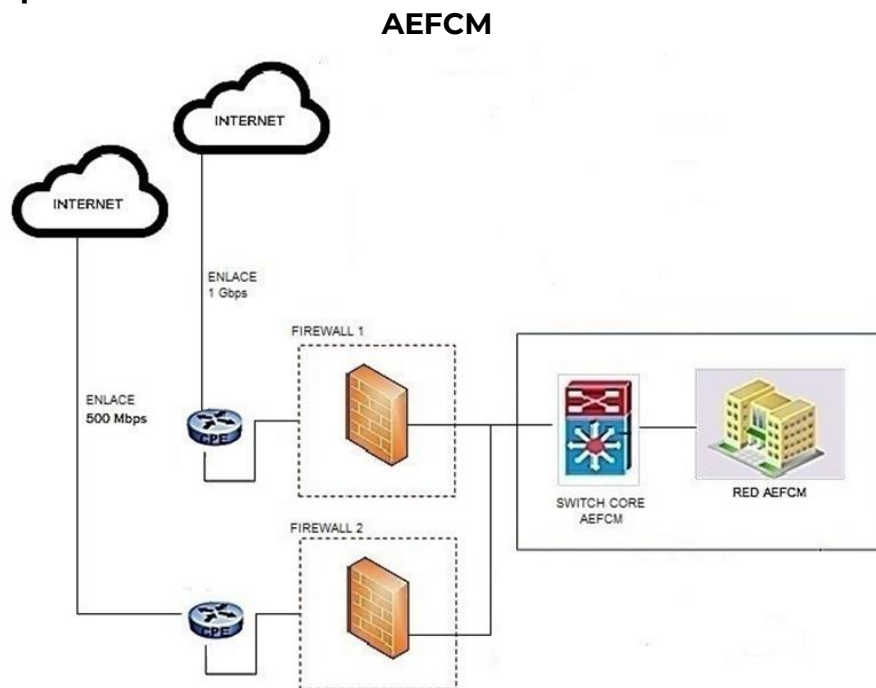 AEFCM
INTERNET
INTERNET
ENLACE
1 Gbps
FIREWALL 1
ENLACE
500 Mbps
CPE
SWITCH CORE
AEFCM
RED AEFCM
FIREWALL 2
CPE